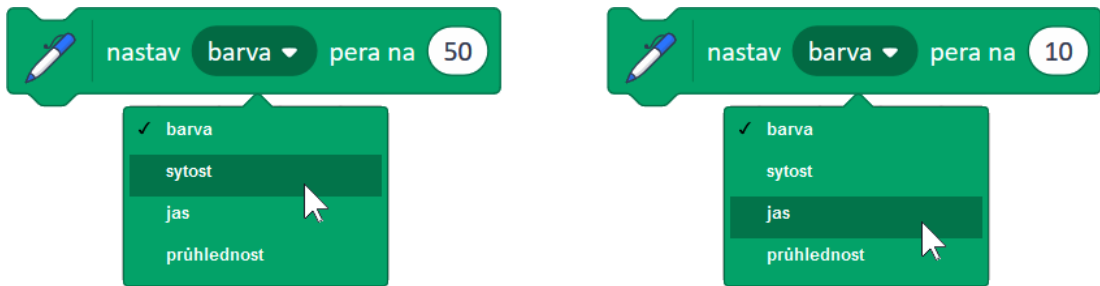 nastav barva pera na 50
barva
sytost
jas
průhlednost
nastav barva pera na 10
barva
sytost
jas
průhlednost